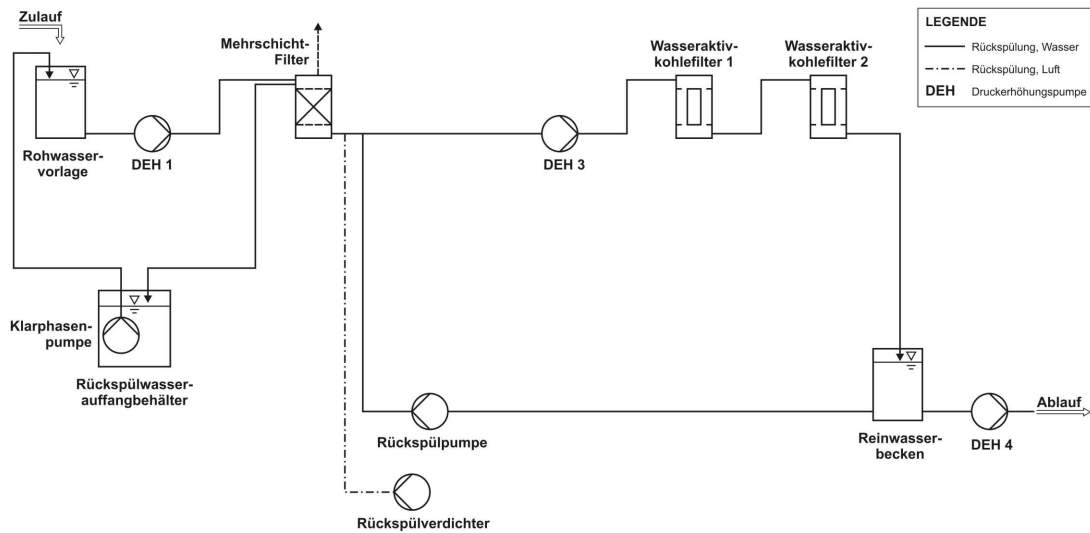 Zulauf
Mehrschicht-
Filter
Wasseraktiv-
kohlefilter 1
Wasseraktiv-
kohlefilter 2
LEGENDE
Rückspülung, Wasser
Rückspülung, Luft
DEH Druckerhöhungspumpe
Rohwasser-
vorlage
DEH 1
DEH 3
Klarphasen-
pumpe
Rückspülwasser-
auffangbehälter
Rückspülpumpe
Reinwasser-
becken
DEH 4
Ablauf
Rückspülverdichter